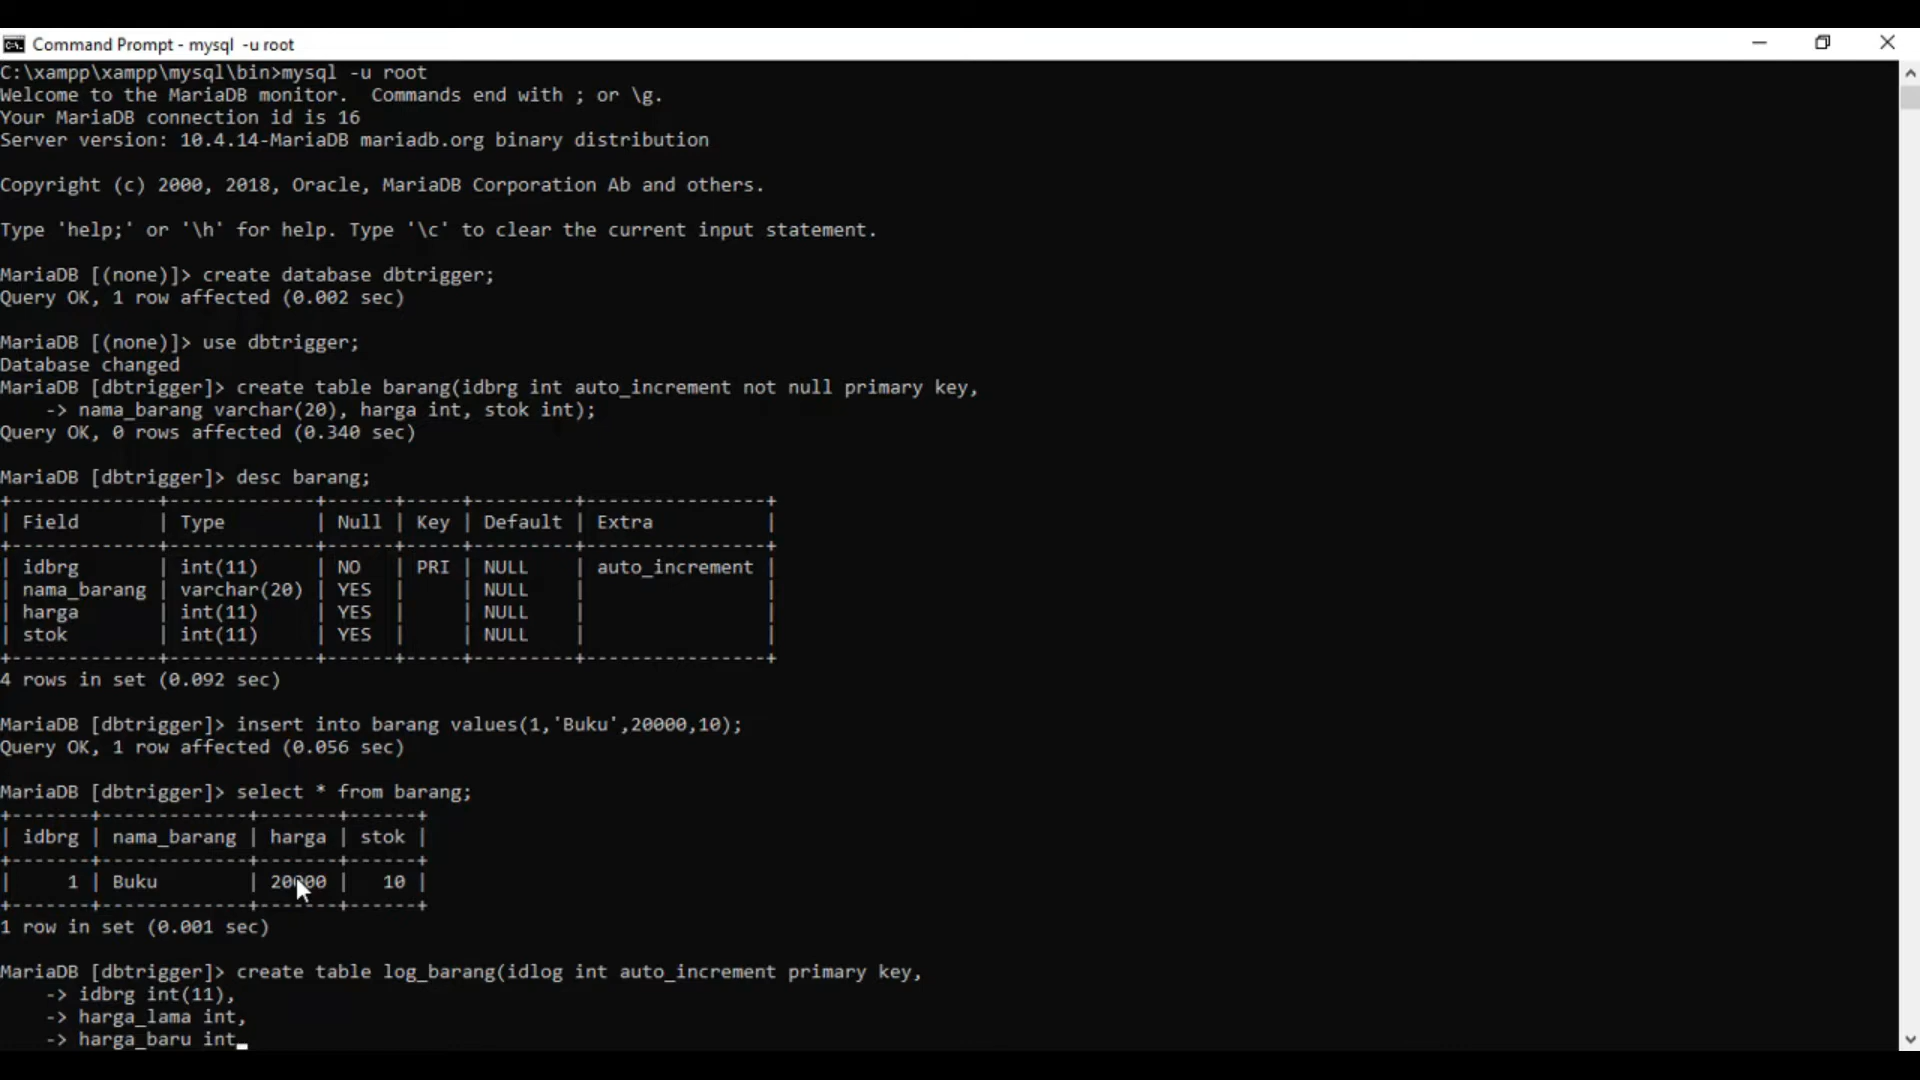 Command Prompt - mysql  -u root
C:\xampp\xampp\mysql\bin>mysql -u root
Welcome to the MariaDB monitor.  Commands end with ; or \g.
Your MariaDB connection id is 16
Server version: 10.4.14-MariaDB mariadb.org binary distribution
Copyright (c) 2000, 2018, Oracle, MariaDB Corporation Ab and others.
Type 'help;' or '\h' for help. Type '\c' to clear the current input statement.
MariaDB [(none)]> create database dbtrigger;
Query OK, 1 row affected (0.002 sec)
MariaDB [(none)]> use dbtrigger;
Database changed
MariaDB [dbtrigger]> create table barang(idbrg int auto_increment not null primary key,
    -> nama_barang varchar(20), harga int, stok int);
Query OK, 0 rows affected (0.340 sec)
MariaDB [dbtrigger]> desc barang;
+-------------+-------------+------+-----+---------+----------------+
| Field       | Type        | Null | Key | Default | Extra          |
+-------------+-------------+------+-----+---------+----------------+
| idbrg       | int(11)     | NO   | PRI | NULL    | auto_increment |
| nama_barang | varchar(20) | YES  |     | NULL    |                |
| harga       | int(11)     | YES  |     | NULL    |                |
| stok        | int(11)     | YES  |     | NULL    |                |
+-------------+-------------+------+-----+---------+----------------+
4 rows in set (0.092 sec)
MariaDB [dbtrigger]> insert into barang values(1,'Buku',20000,10);
Query OK, 1 row affected (0.056 sec)
MariaDB [dbtrigger]> select * from barang;
+-------+-------------+-------+------+
| idbrg | nama_barang | harga | stok |
+-------+-------------+-------+------+
|     1 | Buku        | 20000 |   10 |
+-------+-------------+-------+------+
1 row in set (0.001 sec)
MariaDB [dbtrigger]> create table log_barang(idlog int auto_increment primary key,
    -> idbrg int(11),
    -> harga_lama int,
    -> harga_baru int_